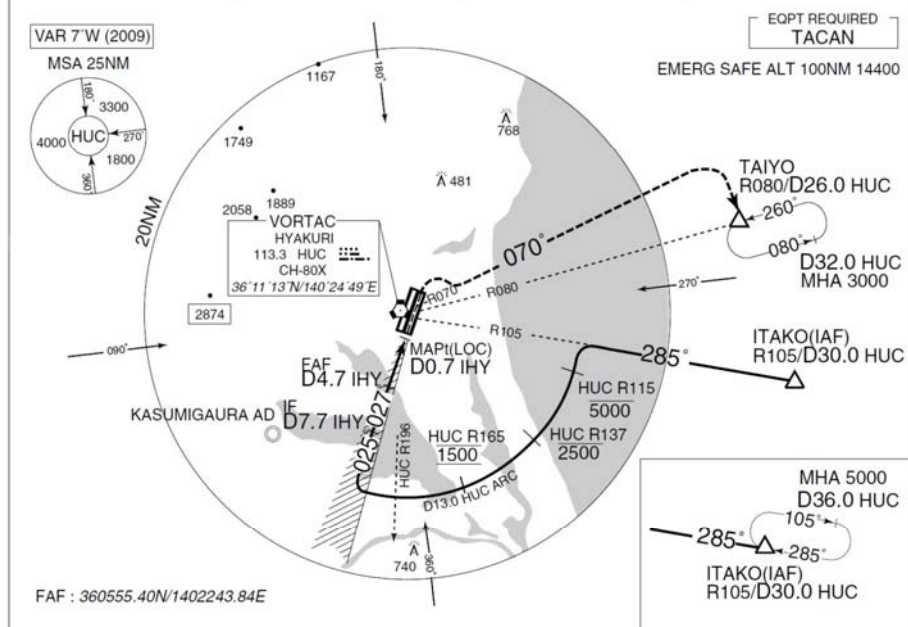 VAR 7°W (2009)
MSA 25NM
180°
3300
HUC
270°
4000
1800
360°
EQPT REQUIRED
TACAN
EMERG SAFE ALT 100NM 14400
180°
1167
1749
768
481
1889
2058
20NM
VORTAC
HYAKURI
113.3 HUC
CH-80X
36°11´13″N/140°24´49″E
2874
090°
TAIYO
R080/D26.0 HUC
260°
080°
D32.0 HUC
MHA 3000
070°
R070
R080
270°
R105
285°
ITAKO(IAF)
R105/D30.0 HUC
MAPt(LOC)
D0.7 IHY
FAF
D4.7 IHY
IF
D7.7 IHY
KASUMIGAURA AD
025°-027°
HUC R196
HUC R115
5000
HUC R137
2500
HUC R165
1500
D13.0 HUC ARC
740
360°
MHA 5000
D36.0 HUC
105°
285°
285°
ITAKO(IAF)
R105/D30.0 HUC
FAF : 360555.40N/1402243.84E